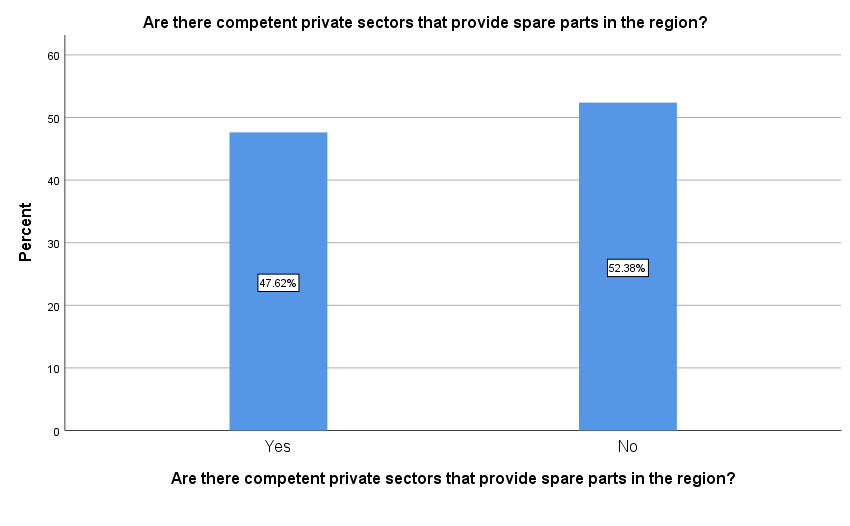 Are there competent private sectors that provide spare parts in the region?
60
50
40
30
20
10
0
Percent
47.62%
52.38%
Yes
No
Are there competent private sectors that provide spare parts in the region?